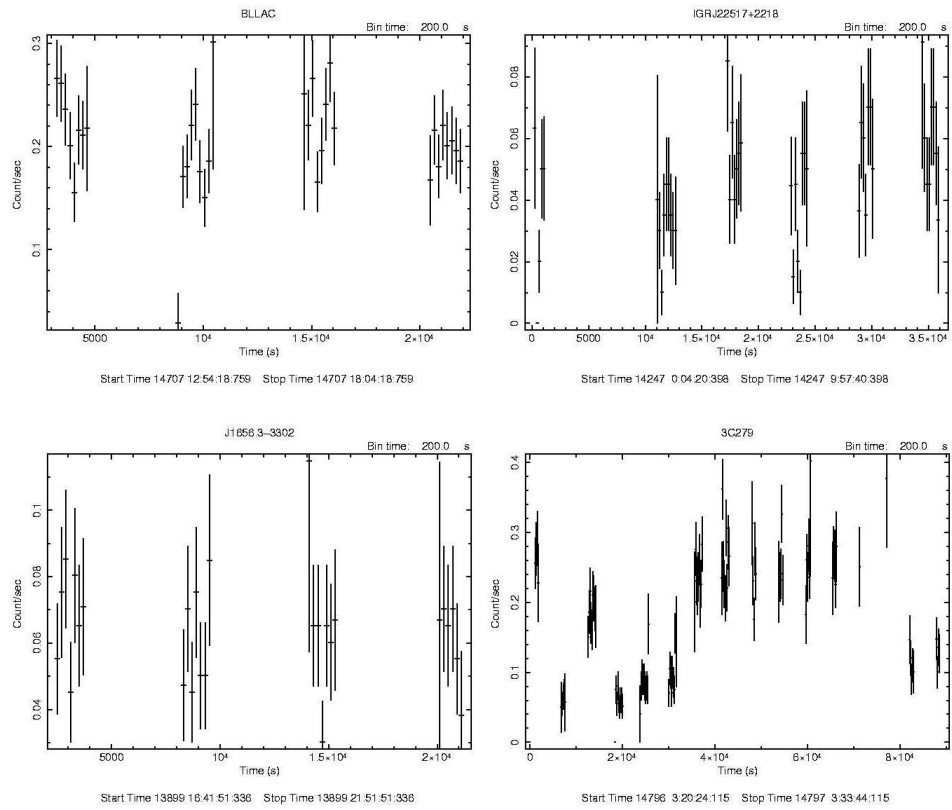 BLLAC
Bin time: 200.0 s
Count/sec
0.3
0.2
0.1
5000
10⁴
1.5×10⁴
2×10⁴
Time (s)
Start Time 14707 12:54:18:759 Stop Time 14707 18:04:18:759
IGRJ22517+2218
Bin time: 200.0 s
Count/sec
0.08
0.06
0.04
0.02
0
0
5000
10⁴
1.5×10⁴
2×10⁴
2.5×10⁴
3×10⁴
3.5×10⁴
Time (s)
Start Time 14247 0:04:20:398 Stop Time 14247 9:57:40:398
J1656.3−3302
Bin time: 200.0 s
Count/sec
0.1
0.08
0.06
0.04
5000
10⁴
1.5×10⁴
2×10⁴
Time (s)
Start Time 13899 16:41:51:336 Stop Time 13899 21:51:51:336
3C279
Bin time: 200.0 s
Count/sec
0.4
0.3
0.2
0.1
0
0
2×10⁴
4×10⁴
6×10⁴
8×10⁴
Time (s)
Start Time 14796 3:20:24:115 Stop Time 14797 3:33:44:115